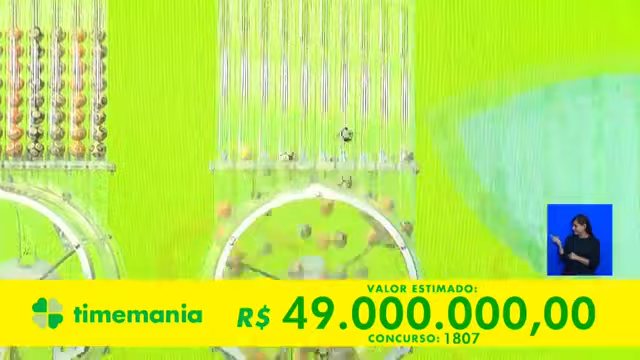 timemania
VALOR ESTIMADO:
R$ 49.000.000,00
CONCURSO: 1807